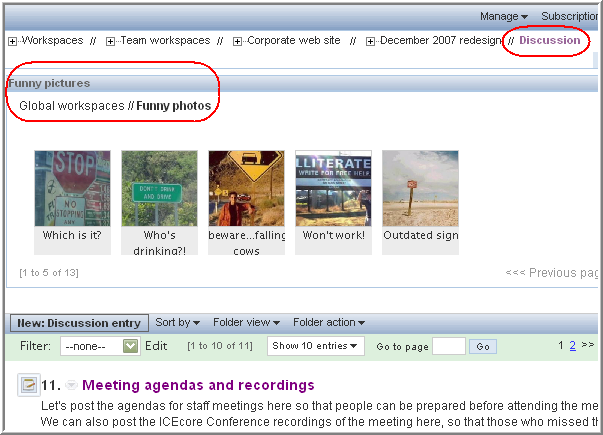 Manage Subscription
Workspaces // Team workspaces // Corporate web site // December 2007 redesign // Discussion
Funny pictures
Global workspaces // Funny photos
STOP
NO
STOPPING
ANY
DON'T DRINK
AND DRIVE
LLITERATE
WRITE FOR FREE HELP
Which is it? Who's drinking?! beware...falling cows Won't work! Outdated sign
[1 to 5 of 13] <<< Previous pag
New: Discussion entry Sort by Folder view Folder action
Filter: --none-- Edit [1 to 10 of 11] Show 10 entries Go to page Go 1 2 >>
11. Meeting agendas and recordings
Let's post the agendas for staff meetings here so that people can be prepared before attending the me
We can also post the ICEcore Conference recordings of the meeting here, so that those who missed th